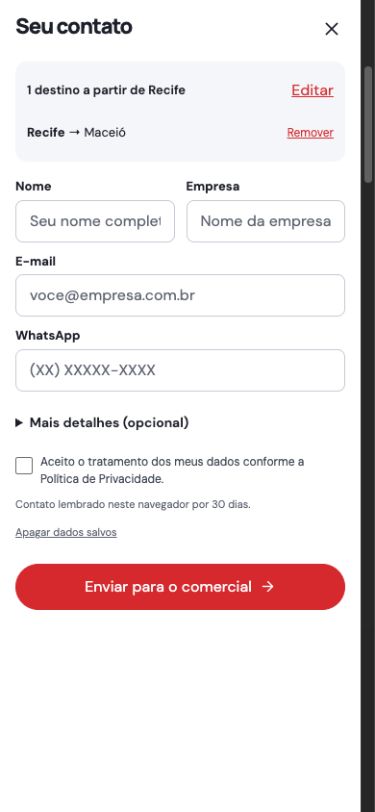 Seu contato
1 destino a partir de Recife Editar
Recife → Maceió Remover
Nome Empresa
Seu nome complet Nome da empresa
E-mail
voce@empresa.com.br
WhatsApp
(XX) XXXXX-XXXX
▶ Mais detalhes (opcional)
Aceito o tratamento dos meus dados conforme a
Política de Privacidade.
Contato lembrado neste navegador por 30 dias.
Apagar dados salvos
Enviar para o comercial →